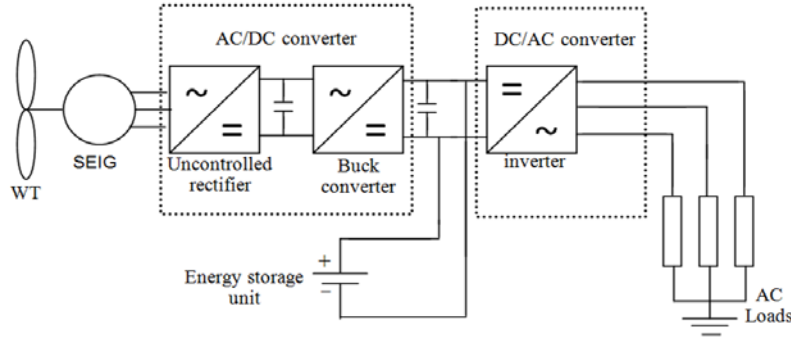 AC/DC converter
DC/AC converter
~
=
~
=
=
~
SEIG
WT
Uncontrolled
rectifier
Buck
converter
inverter
+
−
Energy storage
unit
AC
Loads